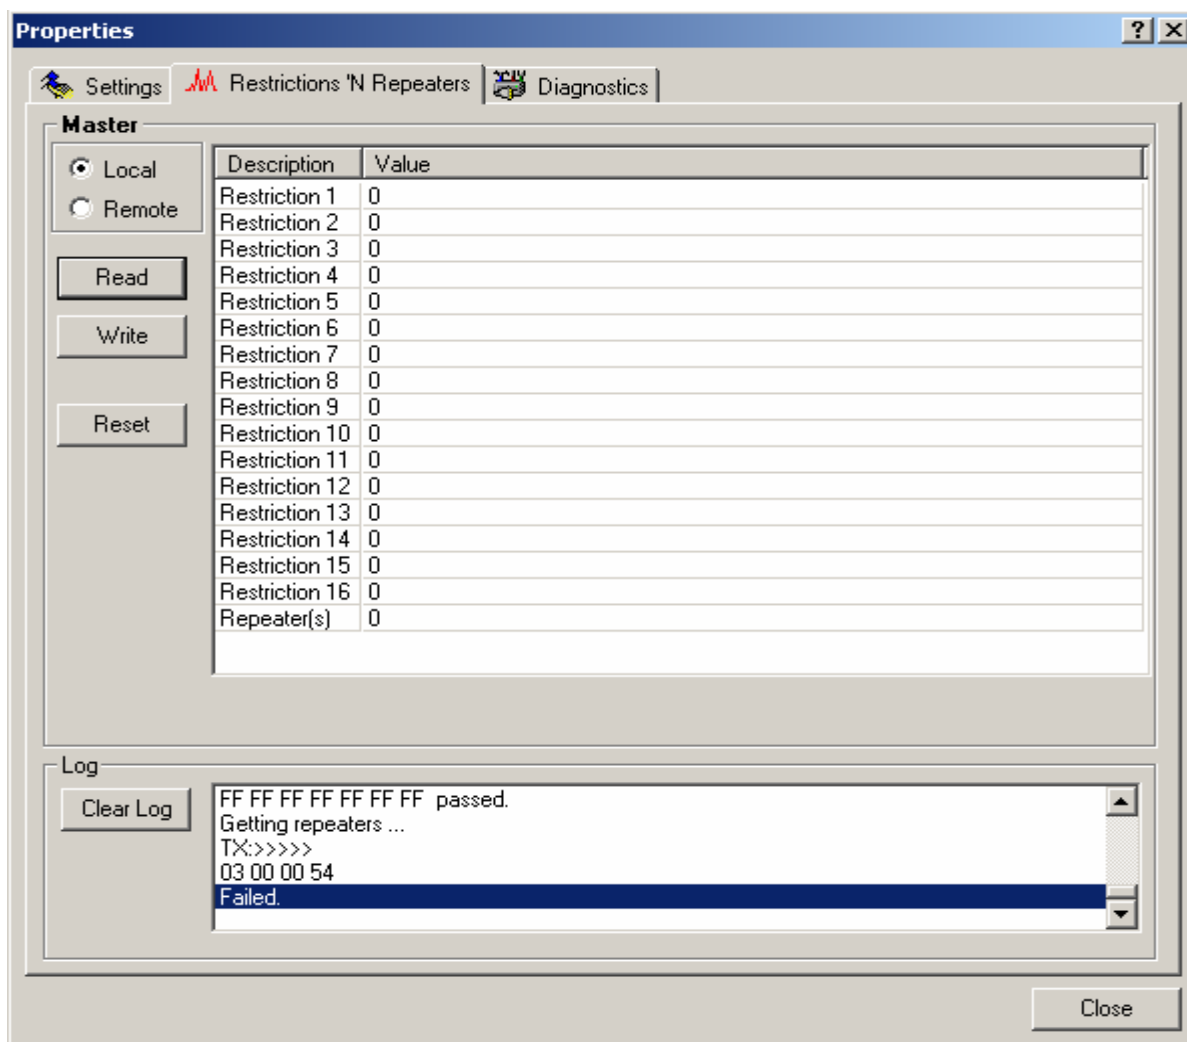 Properties
Settings Restrictions 'N Repeaters Diagnostics
Master
Local
Remote
Read
Write
Reset
Description Value
Restriction 1 0
Restriction 2 0
Restriction 3 0
Restriction 4 0
Restriction 5 0
Restriction 6 0
Restriction 7 0
Restriction 8 0
Restriction 9 0
Restriction 10 0
Restriction 11 0
Restriction 12 0
Restriction 13 0
Restriction 14 0
Restriction 15 0
Restriction 16 0
Repeater(s) 0
Log
Clear Log
FF FF FF FF FF FF FF passed.
Getting repeaters ...
TX:>>>>>
03 00 00 54
Failed.
Close